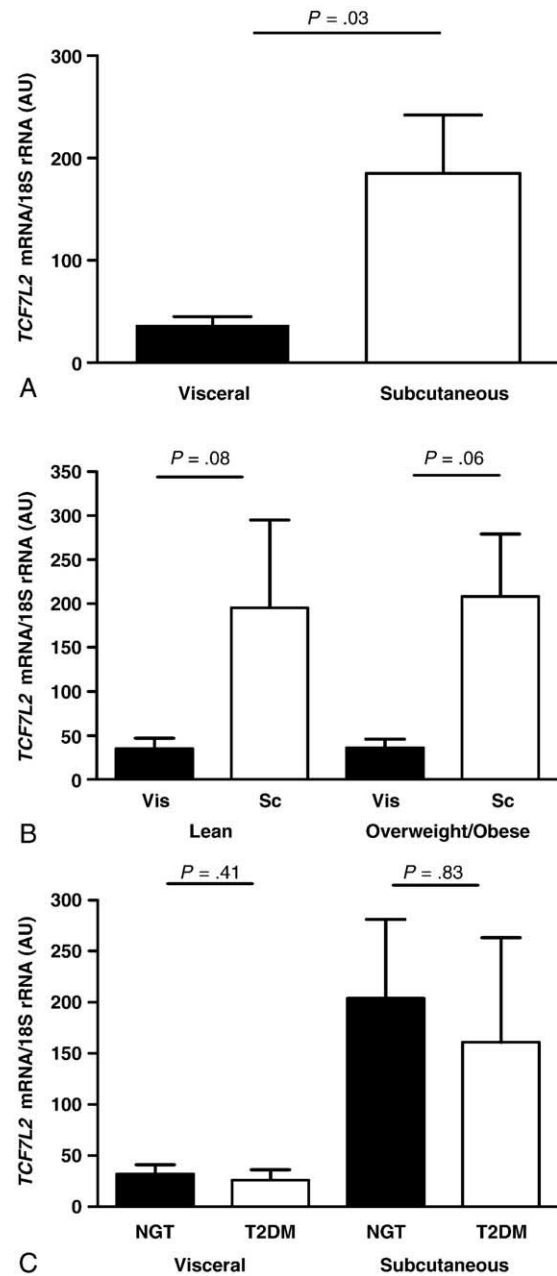 P = .03
TCF7L2 mRNA/18S rRNA (AU)
300
200
100
0
Visceral Subcutaneous
A
P = .08 P = .06
TCF7L2 mRNA/18S rRNA (AU)
350
300
250
200
150
100
50
0
Vis Sc Vis Sc
Lean Overweight/Obese
B
P = .41 P = .83
TCF7L2 mRNA/18S rRNA (AU)
300
250
200
150
100
50
0
NGT T2DM NGT T2DM
Visceral Subcutaneous
C